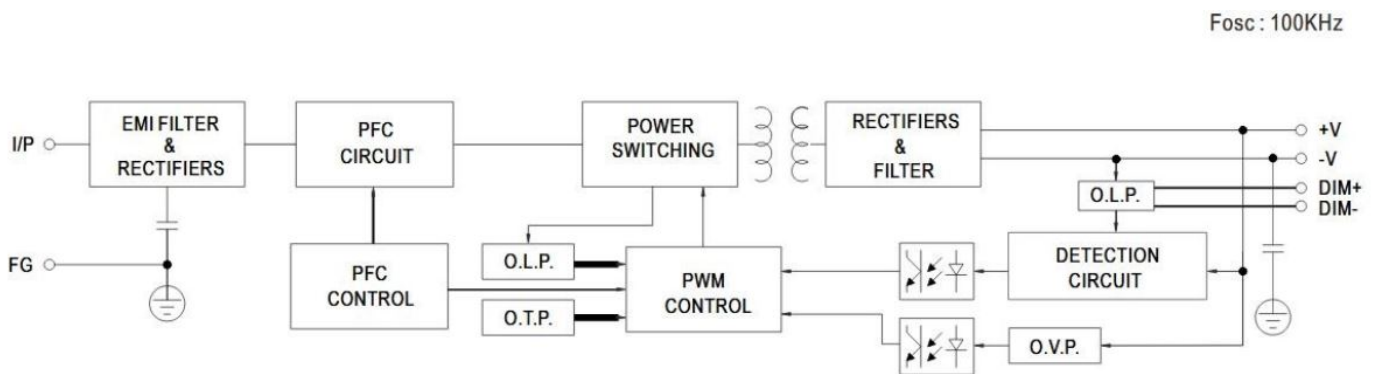 Fosc : 100KHz
I/P
EMI FILTER
&
RECTIFIERS
PFC
CIRCUIT
POWER
SWITCHING
RECTIFIERS
&
FILTER
+V
-V
O.L.P.
DIM+
DIM-
FG
PFC
CONTROL
O.L.P.
O.T.P.
PWM
CONTROL
DETECTION
CIRCUIT
O.V.P.